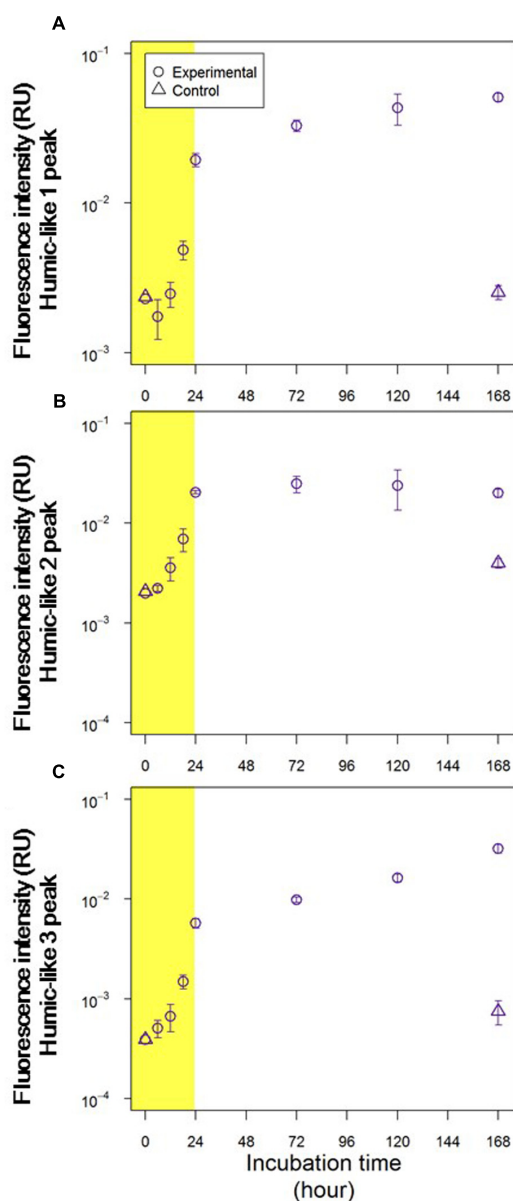 A
Fluorescence intensity (RU)
Humic-like 1 peak
10⁻¹
10⁻²
10⁻³
Experimental
Control
0 24 48 72 96 120 144 168
B
Fluorescence intensity (RU)
Humic-like 2 peak
10⁻¹
10⁻²
10⁻³
10⁻⁴
0 24 48 72 96 120 144 168
C
Fluorescence intensity (RU)
Humic-like 3 peak
10⁻¹
10⁻²
10⁻³
10⁻⁴
0 24 48 72 96 120 144 168
Incubation time
(hour)